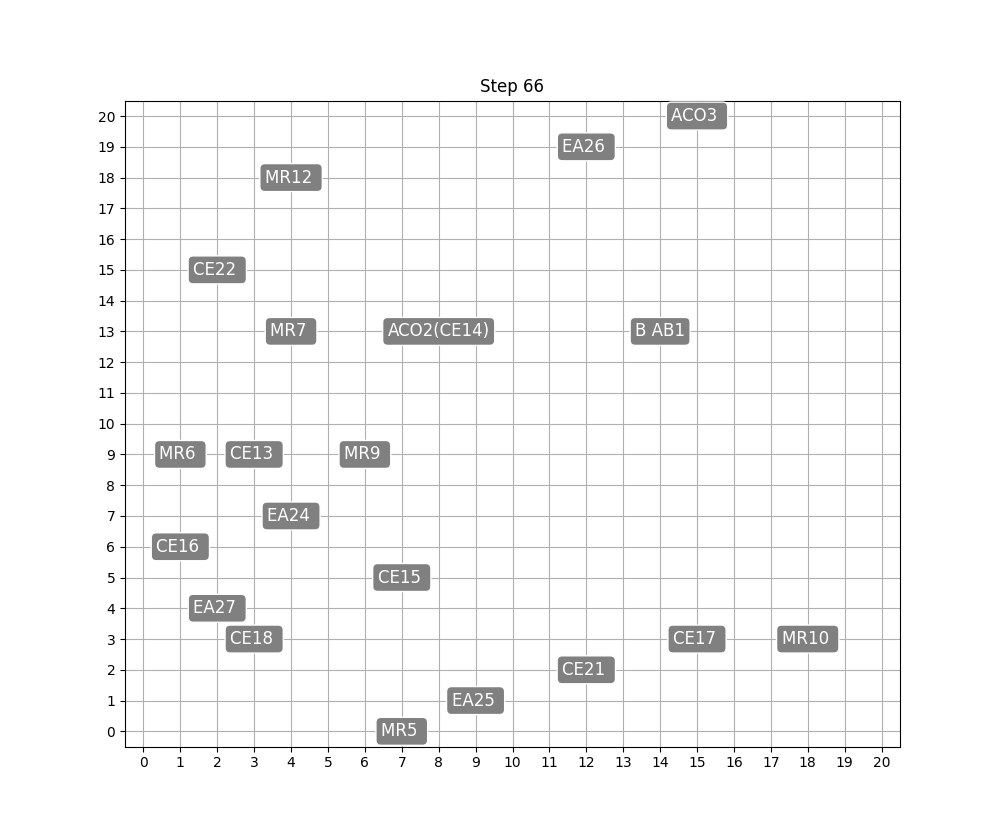 Step 66
20
ACO3
19
EA26
18
MR12
17
16
15
CE22
14
13
MR7
ACO2(CE14)
B AB1
12
11
10
9
MR6
CE13
MR9
8
7
EA24
6
CE16
5
CE15
4
EA27
3
CE18
CE17
MR10
2
CE21
1
EA25
0
MR5
0 1 2 3 4 5 6 7 8 9 10 11 12 13 14 15 16 17 18 19 20